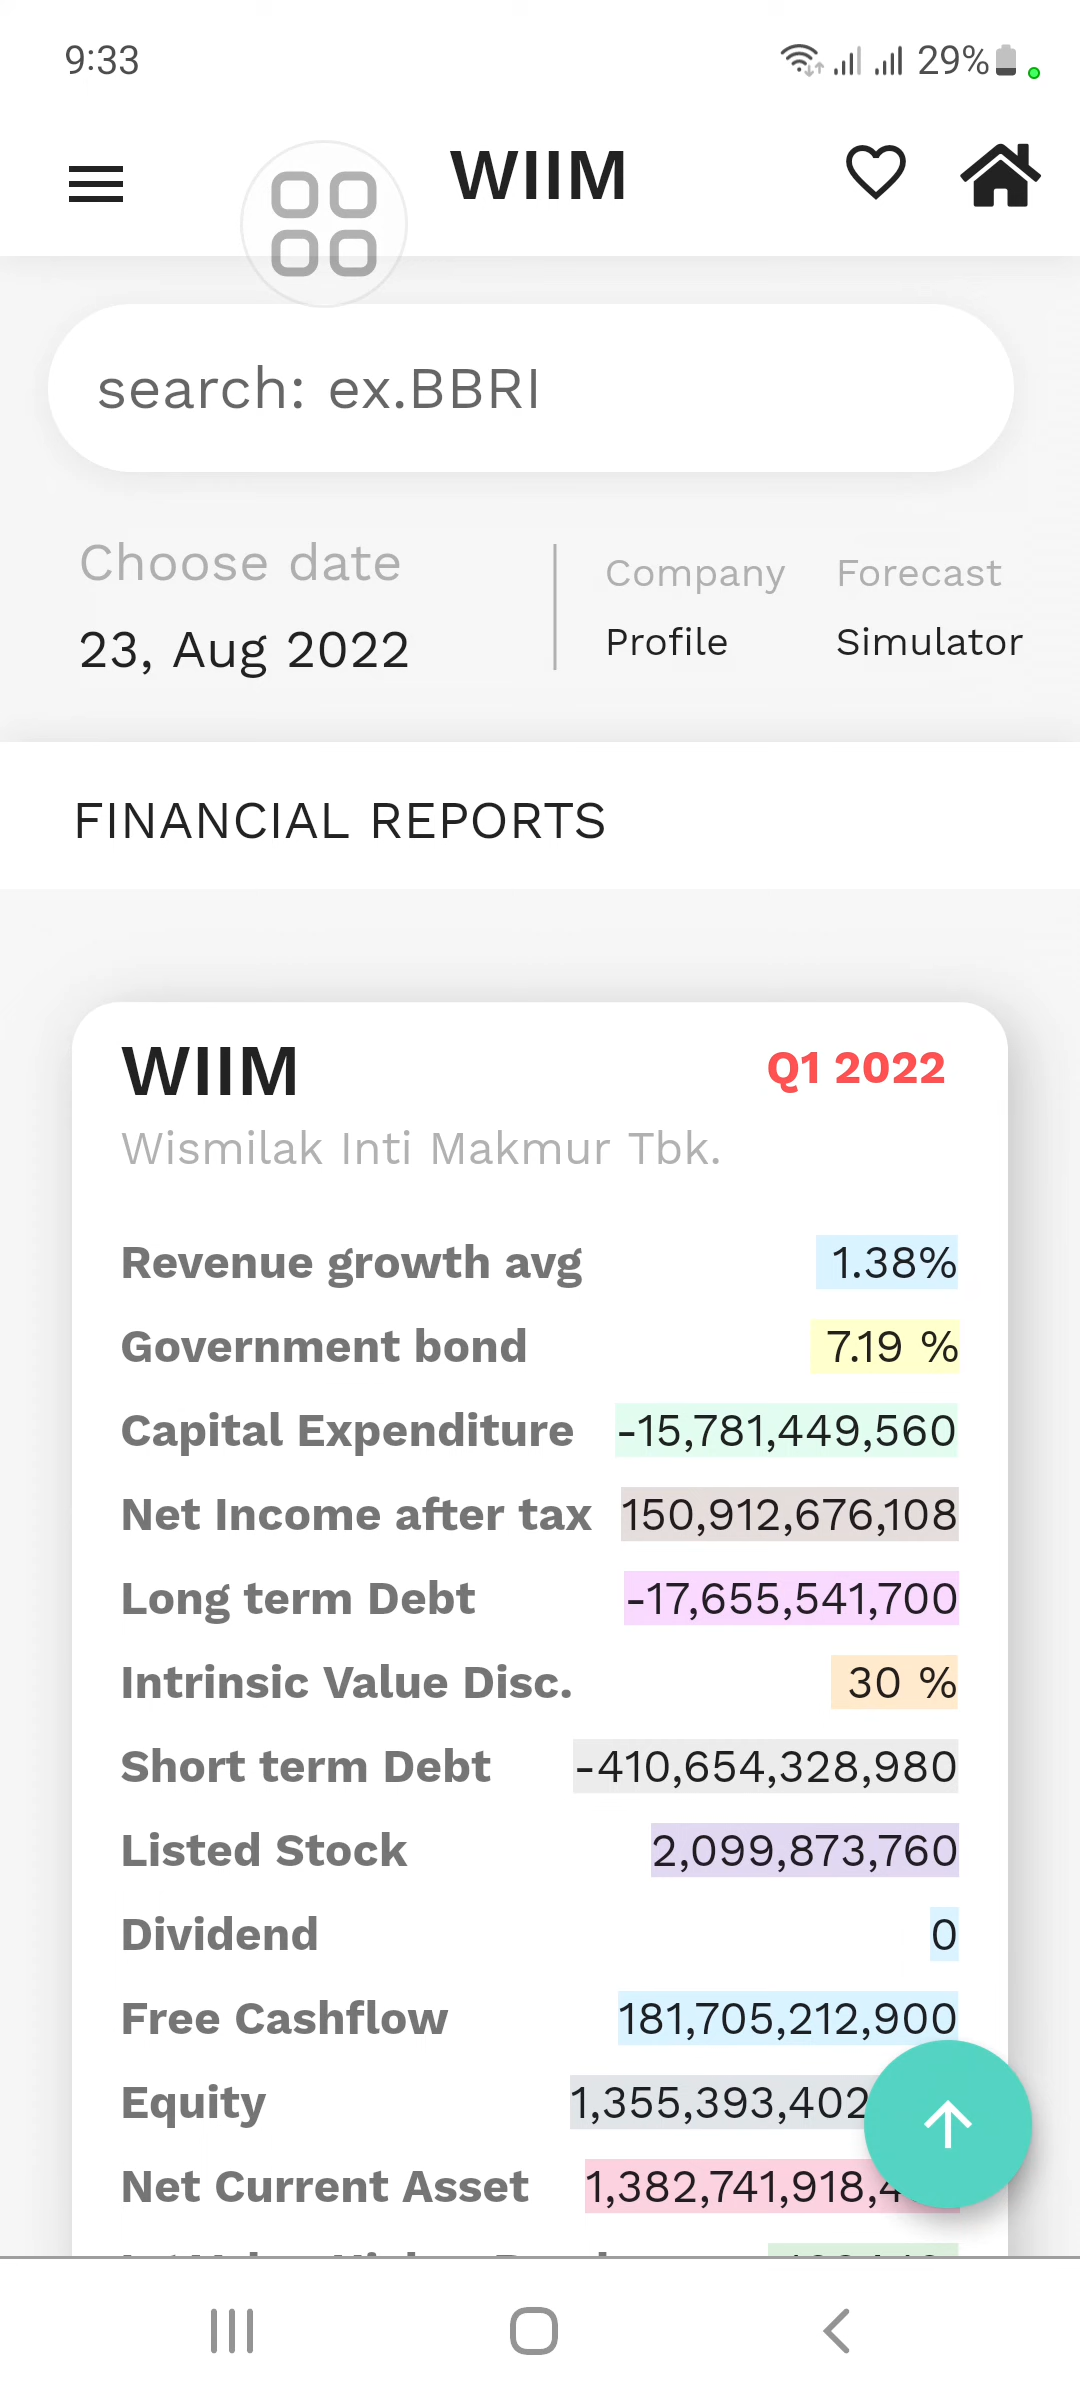 9:33
29%
WIIM
search: ex.BBRI
Choose date
Company
Forecast
23, Aug 2022
Profile
Simulator
FINANCIAL REPORTS
WIIM
Q1 2022
Wismilak Inti Makmur Tbk.
Revenue growth avg 1.38%
Government bond 7.19 %
Capital Expenditure -15,781,449,560
Net Income after tax 150,912,676,108
Long term Debt -17,655,541,700
Intrinsic Value Disc. 30 %
Short term Debt -410,654,328,980
Listed Stock 2,099,873,760
Dividend 0
Free Cashflow 181,705,212,900
Equity 1,355,393,402
Net Current Asset 1,382,741,918,4